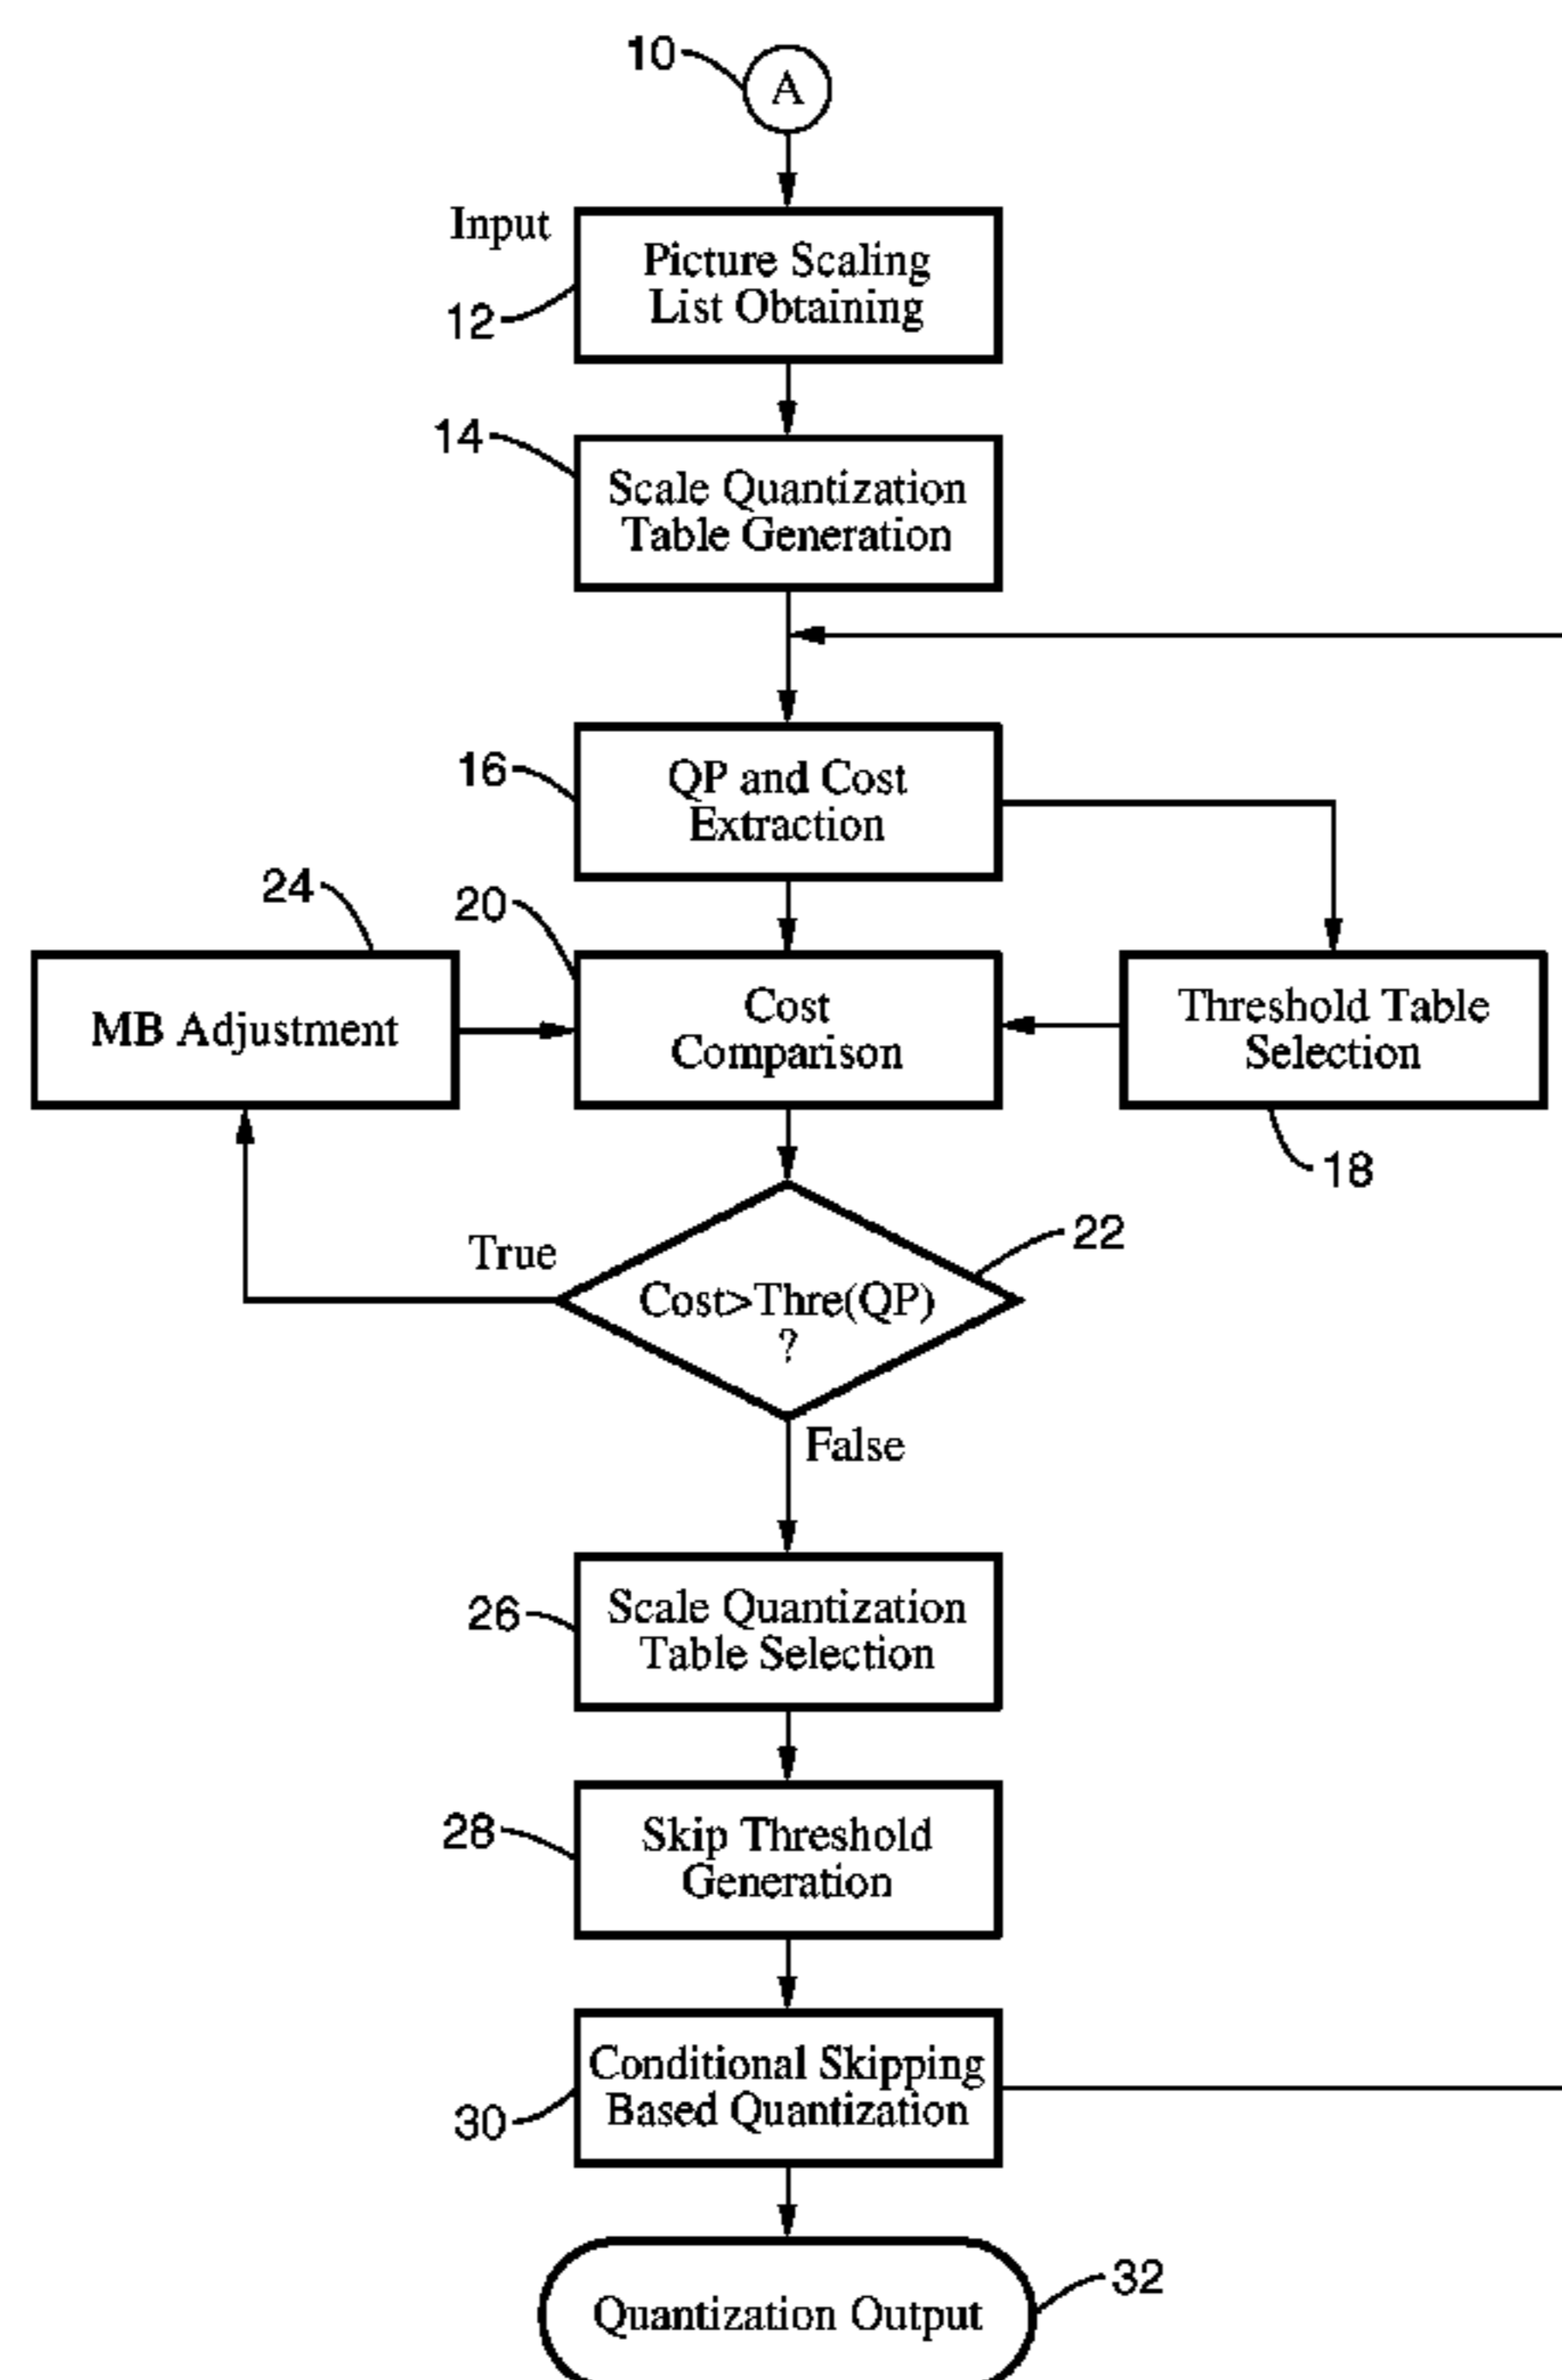 10
A
Input
12
Picture Scaling
List Obtaining
14
Scale Quantization
Table Generation
16
QP and Cost
Extraction
24
20
MB Adjustment
Cost
Comparison
Threshold Table
Selection
18
True
22
Cost>Thre(QP)
?
False
26
Scale Quantization
Table Selection
28
Skip Threshold
Generation
30
Conditional Skipping
Based Quantization
32
Quantization Output